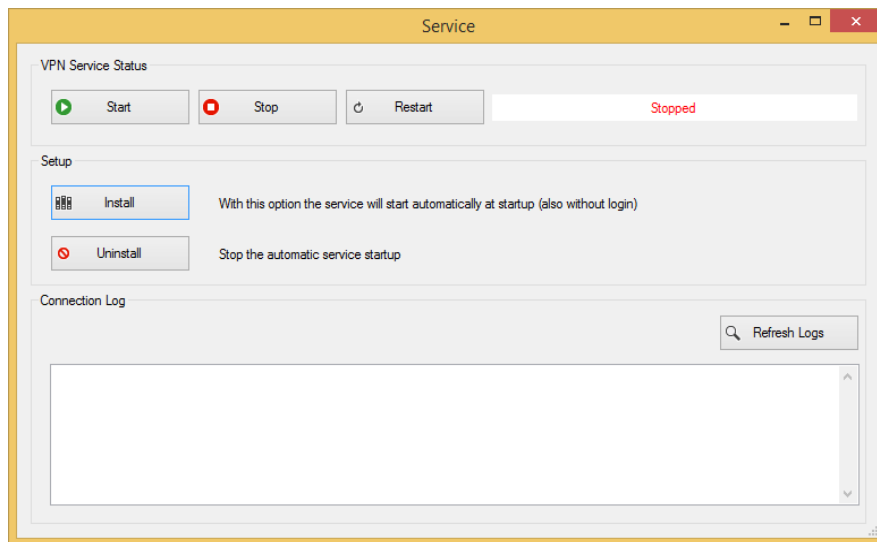 Service
VPN Service Status
Start Stop Restart Stopped
Setup
Install With this option the service will start automatically at startup (also without login)
Uninstall Stop the automatic service startup
Connection Log
Refresh Logs